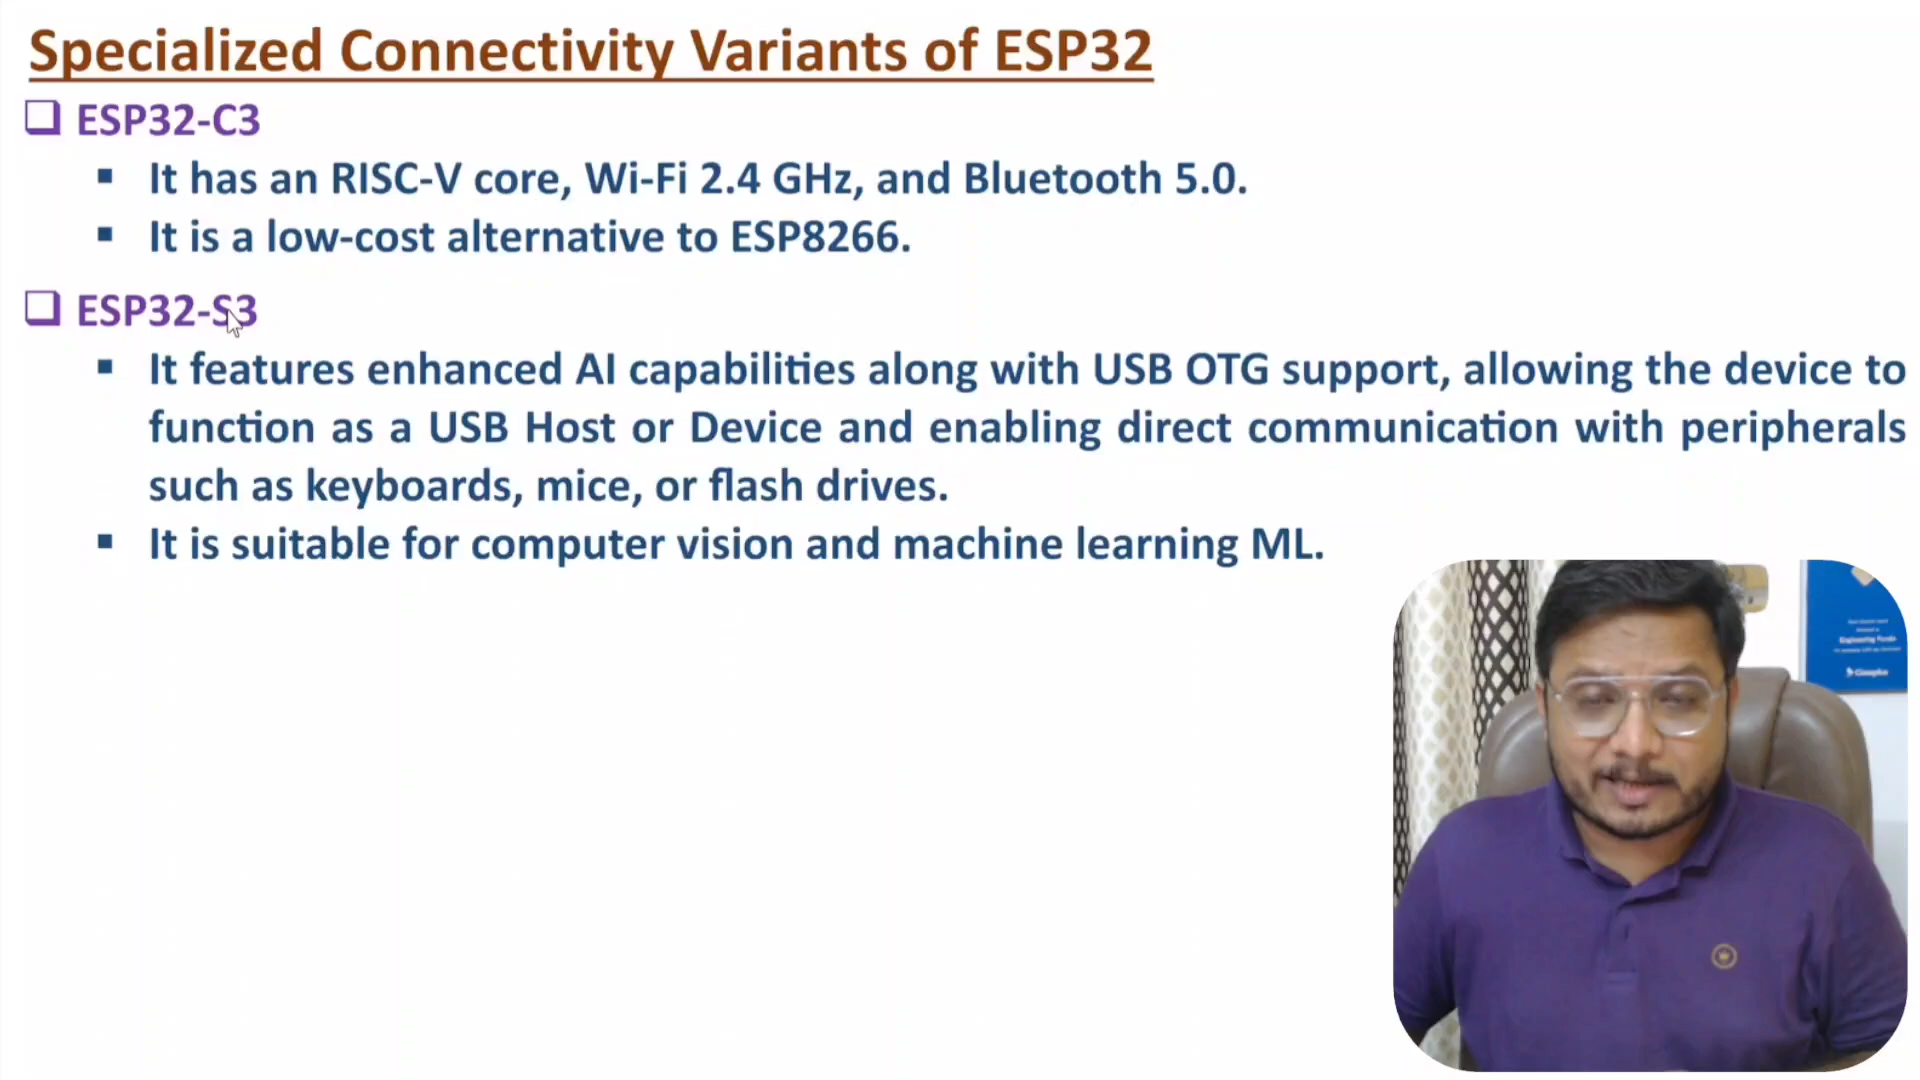 Specialized Connectivity Variants of ESP32
ESP32-C3
It has an RISC-V core, Wi-Fi 2.4 GHz, and Bluetooth 5.0.
It is a low-cost alternative to ESP8266.
ESP32-S3
It features enhanced AI capabilities along with USB OTG support, allowing the device to
function as a USB Host or Device and enabling direct communication with peripherals
such as keyboards, mice, or flash drives.
It is suitable for computer vision and machine learning ML.
Engineering Funda
Classplus